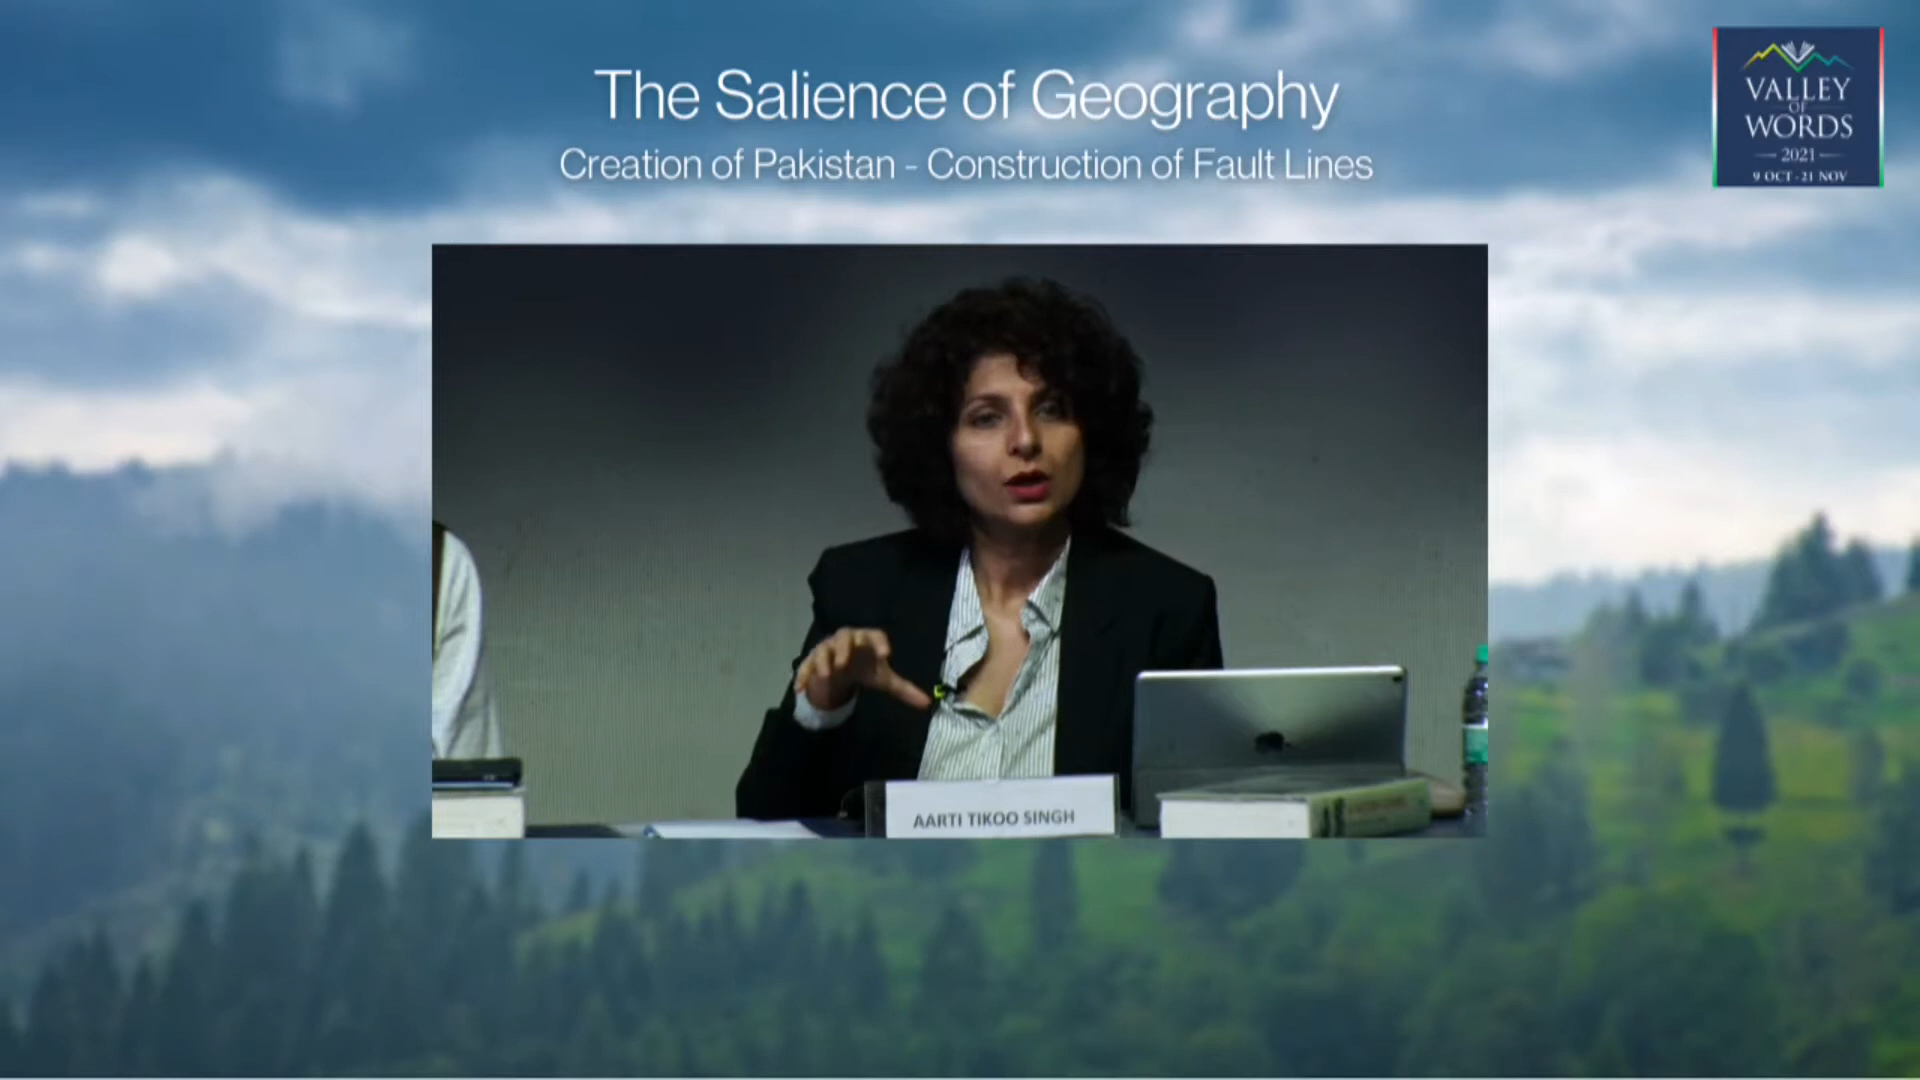 The Salience of Geography
Creation of Pakistan - Construction of Fault Lines
VALLEY
OF
WORDS
2021
9 OCT - 21 NOV
AARTI TIKOO SINGH